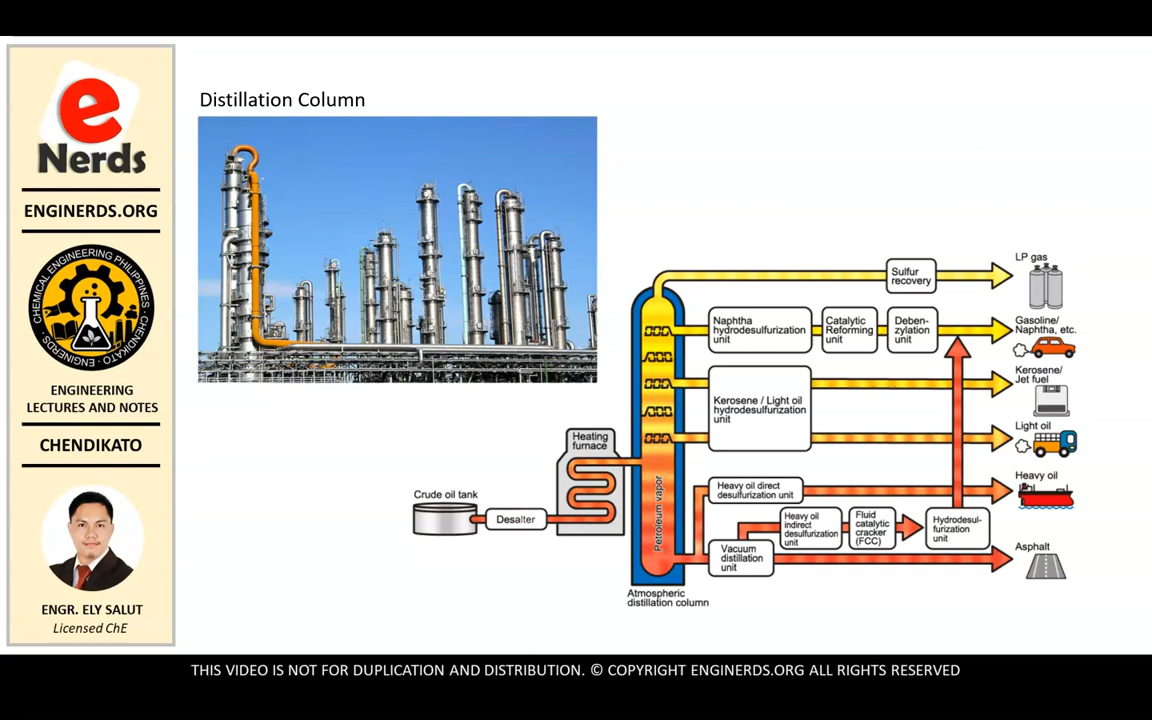 e
Nerds
ENGINERDS.ORG
CHEMICAL ENGINEERING PHILIPPINES
ENGINERDS · CHENDIKATO
ENGINEERING
LECTURES AND NOTES
CHENDIKATO
ENGR. ELY SALUT
Licensed ChE
Distillation Column
Crude oil tank
Desalter
Heating
furnace
Petroleum vapor
Atmospheric
distillation column
Sulfur
recovery
LP gas
Naphtha
hydrodesulfurization
Catalytic
Reforming
unit
Deben-
zylation
unit
Gasoline/
Naphtha, etc.
Kerosene / Light oil
hydrodesulfurization
unit
Kerosene/
Jet fuel
Light oil
Heavy oil direct
desulfurization unit
Heavy oil
Vacuum
distillation
unit
Heavy oil
indirect
desulfurization
unit
Fluid
catalytic
cracker
(FCC)
Hydrodesul-
furization
unit
Asphalt
THIS VIDEO IS NOT FOR DUPLICATION AND DISTRIBUTION. © COPYRIGHT ENGINERDS.ORG ALL RIGHTS RESERVED